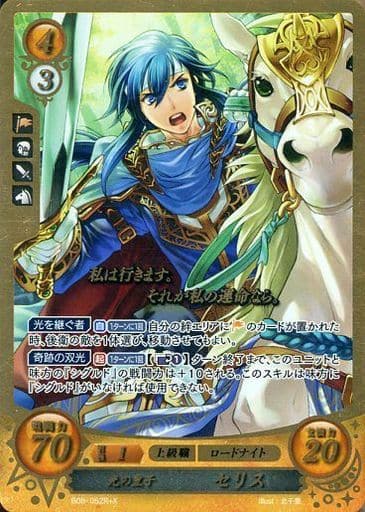 4
3
私は行きます。
それが私の運命なら。
光を継ぐ者 自 1ターンに1回 自分の絆エリアに のカードが置かれた
時、後衛の敵を1体選び、移動させてもよい。
奇跡の双光 起 1ターンに1回 [ 1] ターン終了まで、このユニットと
味方の『シグルド』の戦闘力は+10される。このスキルは味方に
『シグルド』がいなければ使用できない。
戦闘力
70
射程 1
上級職
ロードナイト
支援力
20
光の皇子 セリス
B08-052R+X
Illust：北千里